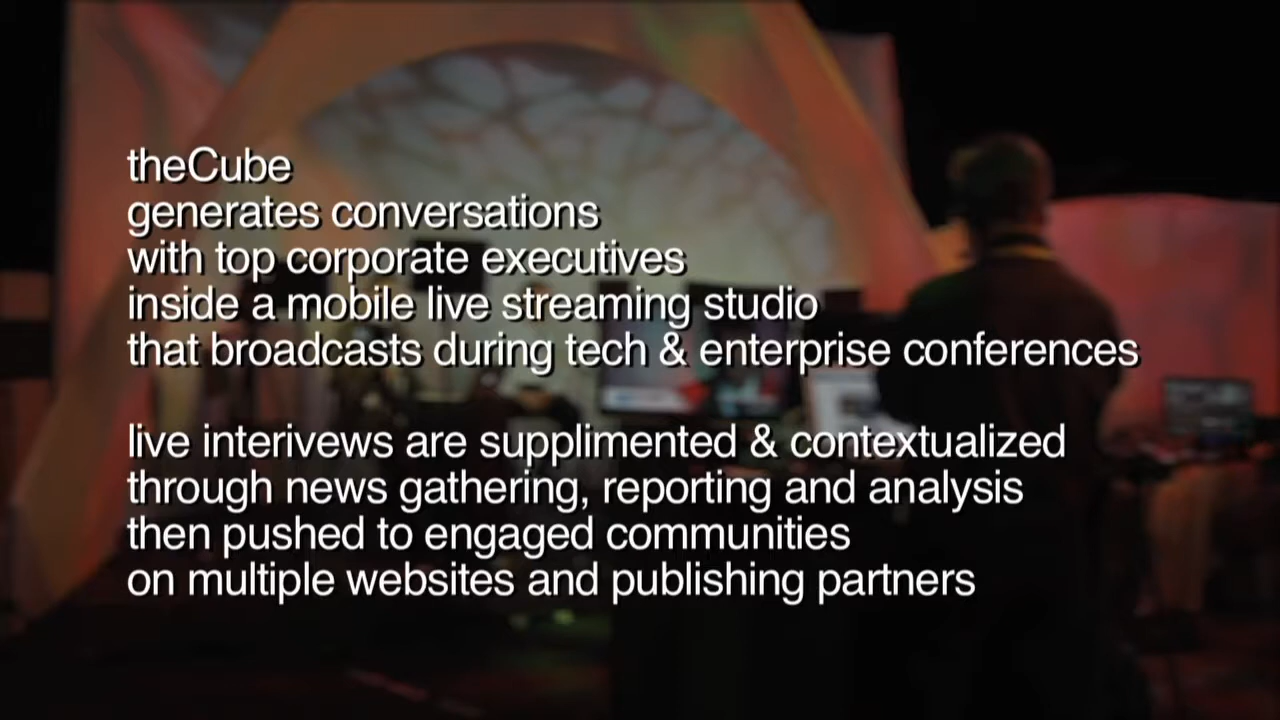 theCube
generates conversations
with top corporate executives
inside a mobile live streaming studio
that broadcasts during tech & enterprise conferences
live interivews are supplimented & contextualized
through news gathering, reporting and analysis
then pushed to engaged communities
on multiple websites and publishing partners